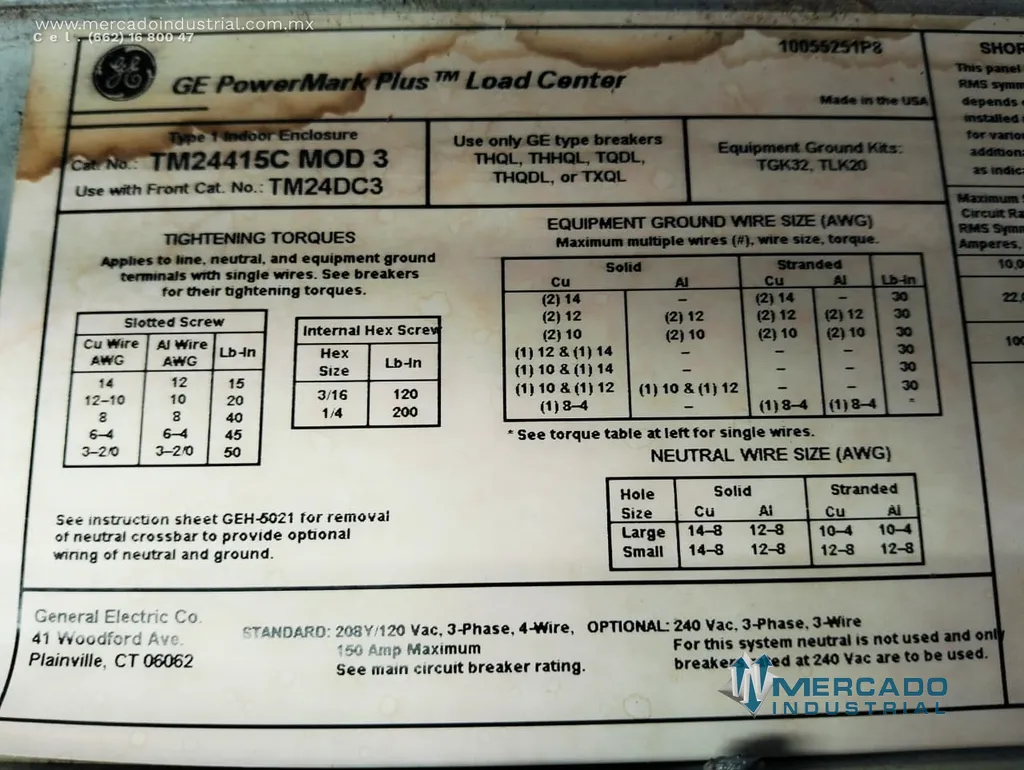 www.mercadoindustrial.com.mx
Cel. (662) 16 800 47
GE
GE PowerMark Plus™ Load Center
10055251P8
Made in the USA
Type 1 Indoor Enclosure
Cat. No.: TM24415C MOD 3
Use with Front Cat. No.: TM24DC3
Use only GE type breakers
THQL, THHQL, TQDL,
THQDL, or TXQL
Equipment Ground Kits:
TGK32, TLK20
TIGHTENING TORQUES
Applies to line, neutral, and equipment ground
terminals with single wires. See breakers
for their tightening torques.
Slotted Screw
Cu Wire AWG Al Wire AWG Lb-In
14 12 15
12-10 10 20
8 8 40
6-4 6-4 45
3-2/0 3-2/0 50
Internal Hex Screw
Hex Size Lb-In
3/16 120
1/4 200
EQUIPMENT GROUND WIRE SIZE (AWG)
Maximum multiple wires (#), wire size, torque.
Solid Stranded
Cu Al Cu Al Lb-In
(2) 14 – (2) 14 – 30
(2) 12 (2) 12 (2) 12 (2) 12 30
(2) 10 (2) 10 (2) 10 (2) 10 30
(1) 12 & (1) 14 – – – 30
(1) 10 & (1) 14 – – – 30
(1) 10 & (1) 12 (1) 10 & (1) 12 – – 30
(1) 8-4 – (1) 8-4 (1) 8-4 *
* See torque table at left for single wires.
NEUTRAL WIRE SIZE (AWG)
Hole Size Solid Stranded
Cu Al Cu Al
Large 14-8 12-8 10-4 10-4
Small 14-8 12-8 12-8 12-8
See instruction sheet GEH-5021 for removal
of neutral crossbar to provide optional
wiring of neutral and ground.
General Electric Co.
41 Woodford Ave.
Plainville, CT 06062
STANDARD: 208Y/120 Vac, 3-Phase, 4-Wire,
150 Amp Maximum
See main circuit breaker rating.
OPTIONAL: 240 Vac, 3-Phase, 3-Wire
For this system neutral is not used and only
at 240 Vac are to be used.
This panel
RMS
depends
installed
as
Maximum
Circuit
RMS
Amperes,
MERCADO
INDUSTRIAL